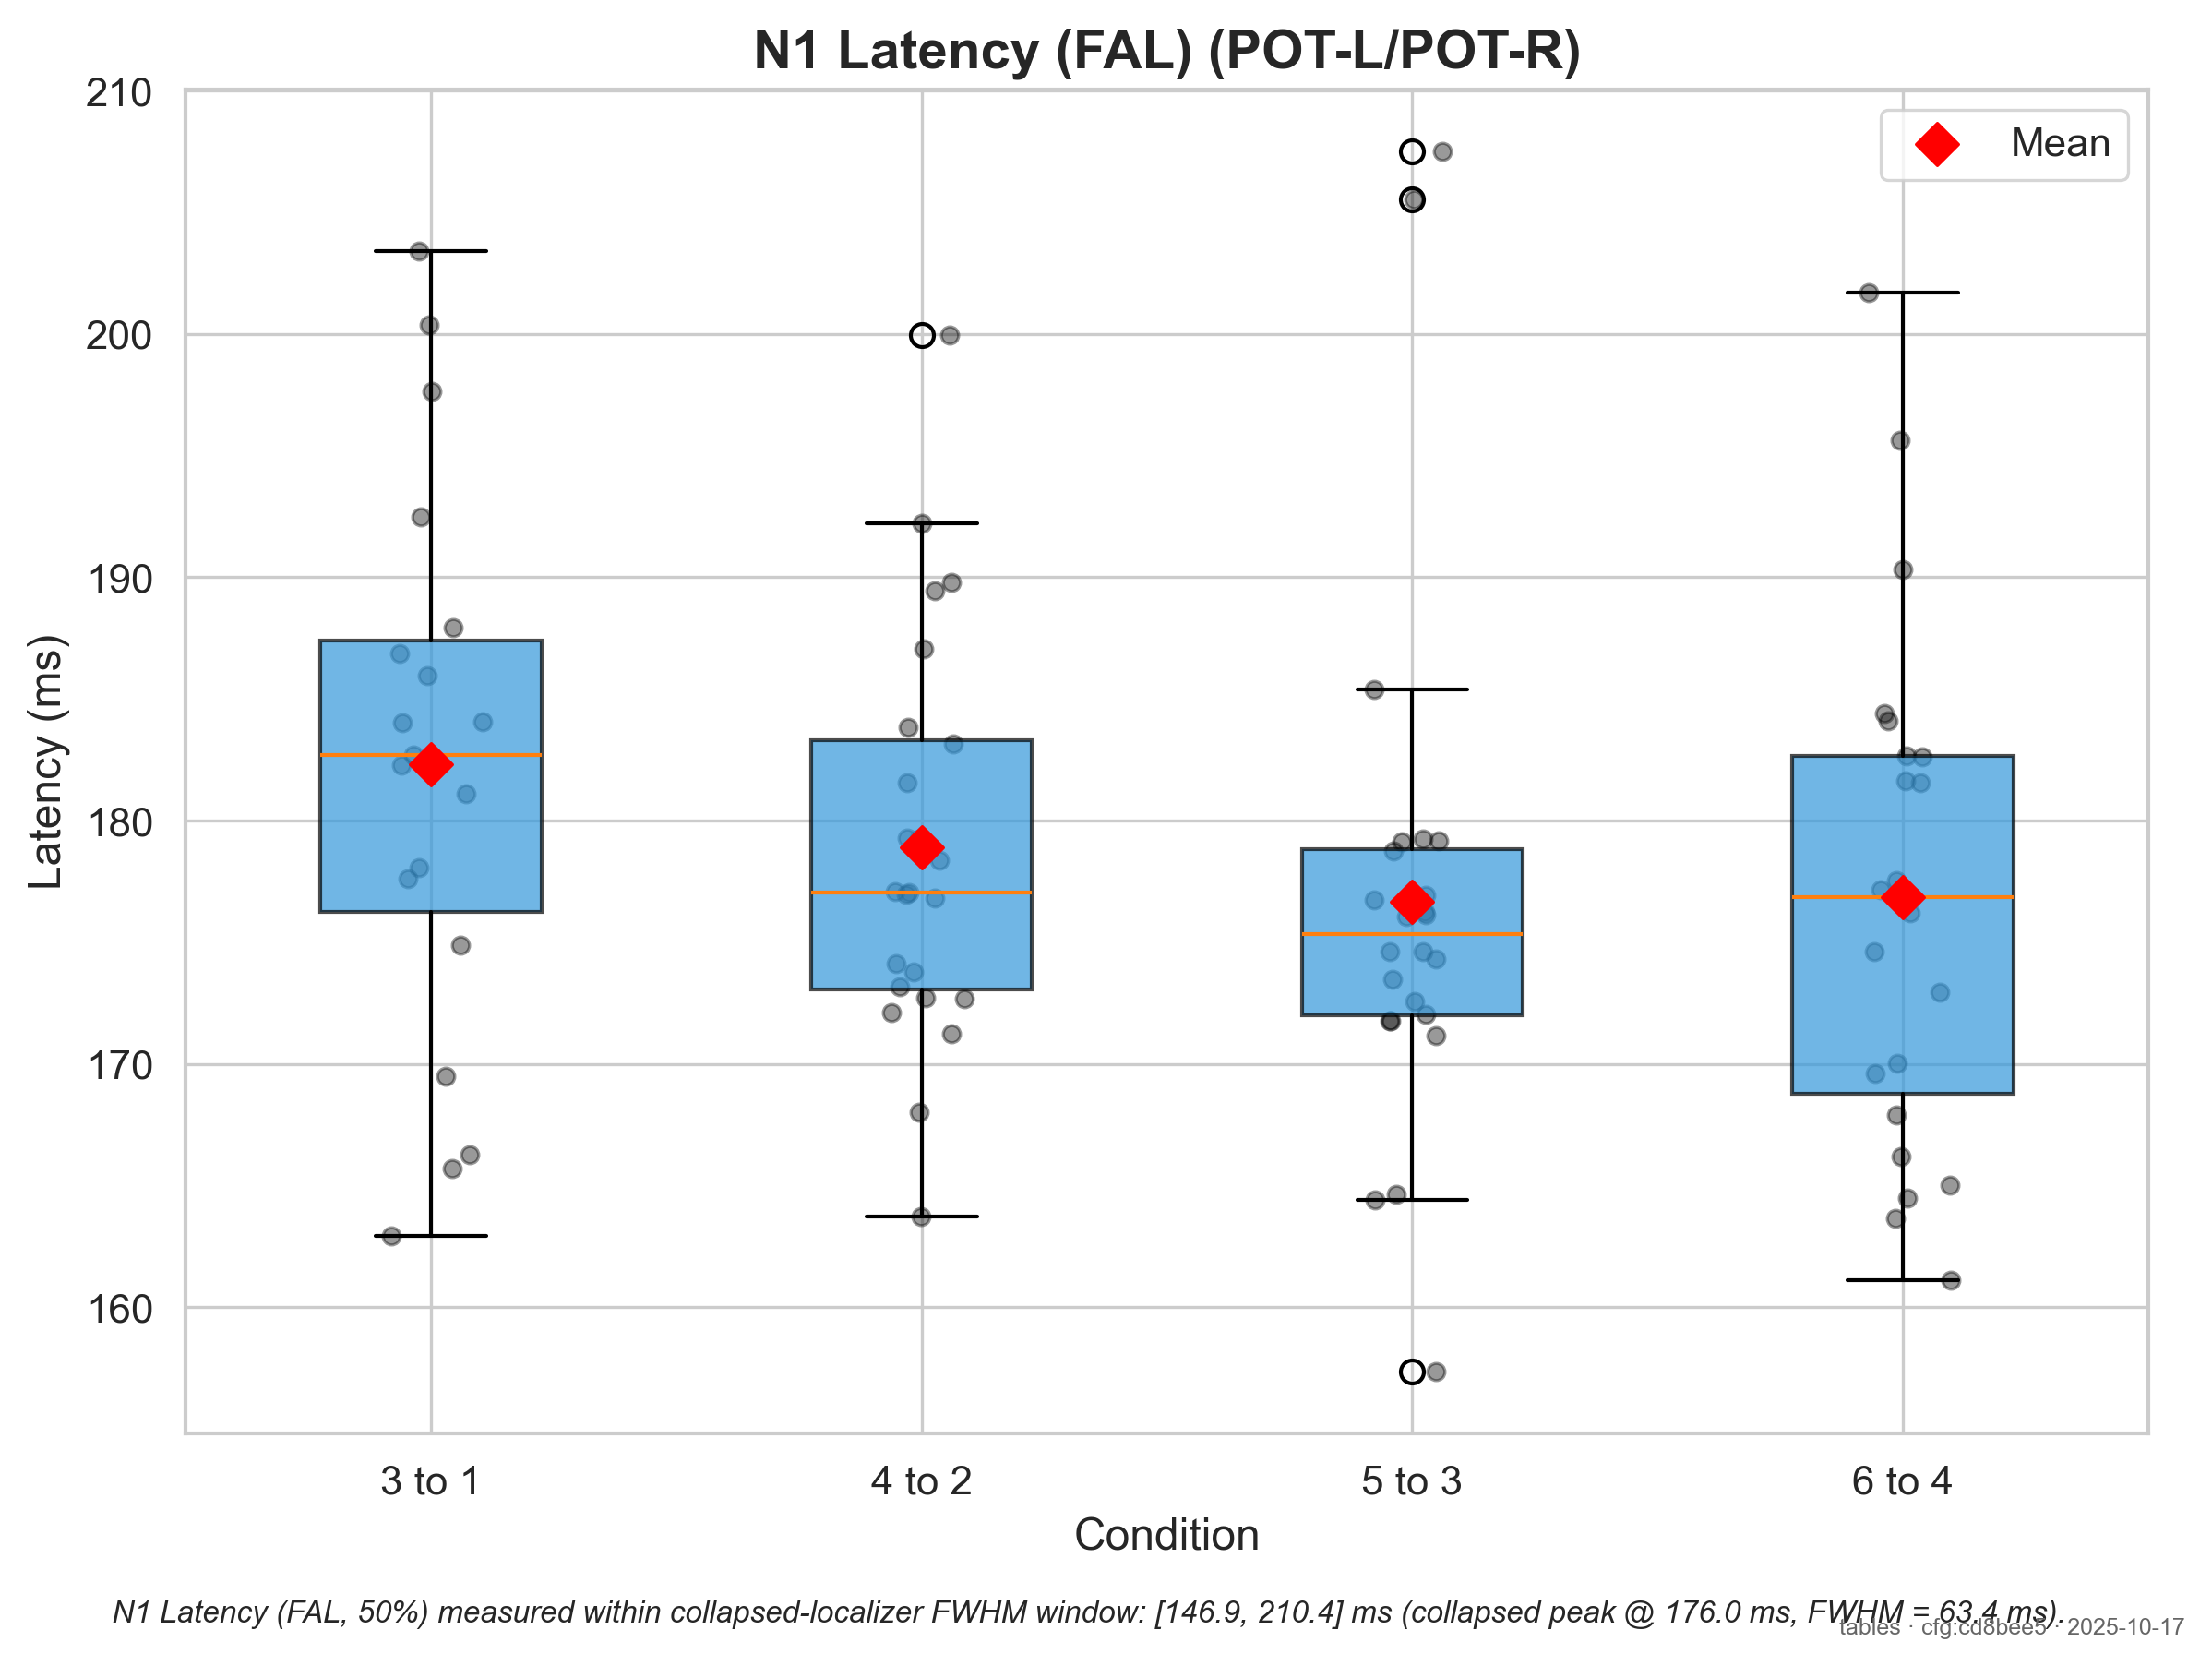 N1 Latency (FAL) (POT-L/POT-R)
210
200
190
180
170
160
Latency (ms)
Mean
3 to 1
4 to 2
5 to 3
6 to 4
Condition
N1 Latency (FAL, 50%) measured within collapsed-localizer FWHM window: [146.9, 210.4] ms (collapsed peak @ 176.0 ms, FWHM = 63.4 ms).
tables · cfg:cd8bee5 · 2025-10-17